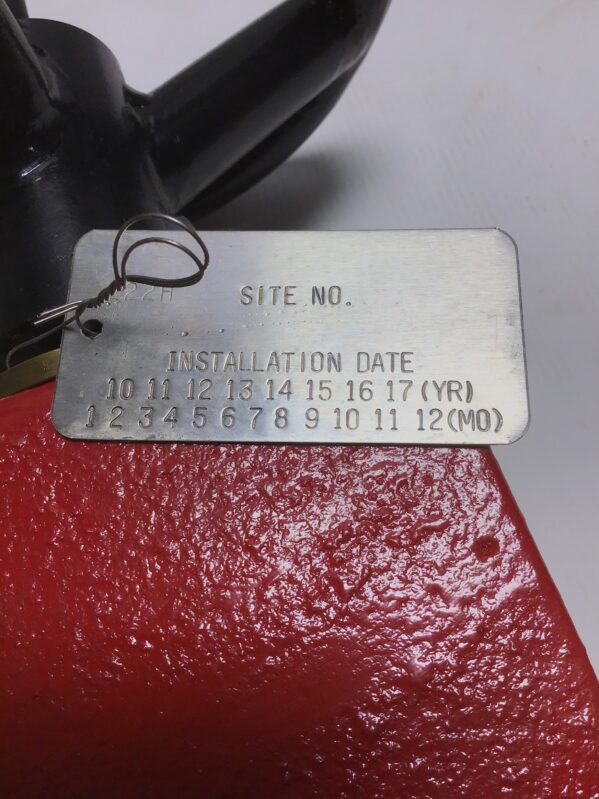 22H SITE NO.
INSTALLATION DATE
10 11 12 13 14 15 16 17 (YR)
1 2 3 4 5 6 7 8 9 10 11 12 (MO)